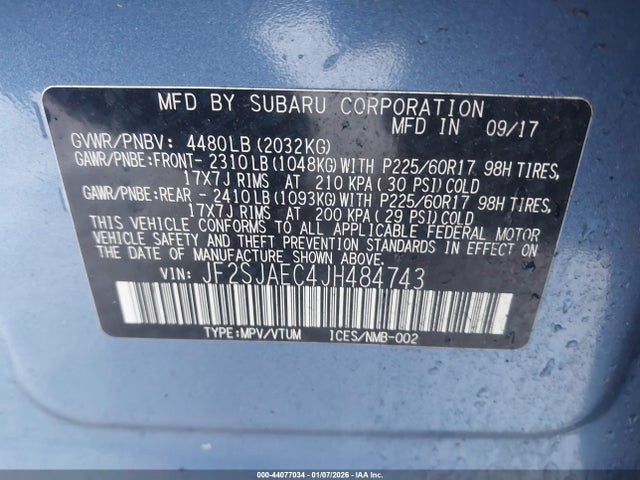 MFD BY SUBARU CORPORATION
MFD IN 09/17
GVWR/PNBV: 4480LB (2032KG)
GAWR/PNBE:FRONT- 2310LB (1048KG) WITH P225/60R17 98H TIRES,
17X7J RIMS AT 210 KPA ( 30 PSI) COLD
GAWR/PNBE:REAR - 2410LB (1093KG) WITH P225/60R17 98H TIRES,
17X7J RIMS AT 200 KPA ( 29 PSI) COLD
THIS VEHICLE CONFORMS TO ALL APPLICABLE FEDERAL MOTOR
VEHICLE SAFETY AND THEFT PREVENTION STANDARDS IN EFFECT ON
THE DATE OF MANUFACTURE SHOWN ABOVE.
VIN: JF2SJAEC4JH484743
TYPE:MPV/VTUM ICES/NMB-002
000-44077034 - 01/07/2026 - IAA Inc.